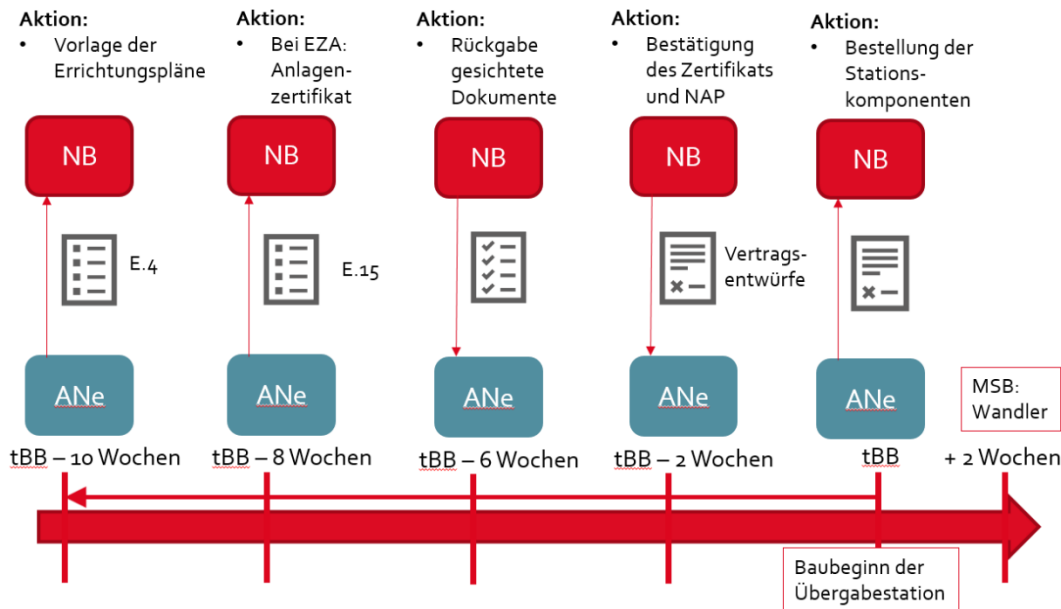 Aktion:
• Vorlage der
Errichtungspläne
Aktion:
• Bei EZA:
Anlagen-
zertifikat
Aktion:
• Rückgabe
gesichtete
Dokumente
Aktion:
• Bestätigung
des Zertifikats
und NAP
Aktion:
• Bestellung der
Stations-
komponenten
NB
NB
NB
NB
NB
E.4
E.15
Vertrags-
entwürfe
ANe
ANe
ANe
ANe
ANe
MSB:
Wandler
tBB – 10 Wochen
tBB – 8 Wochen
tBB – 6 Wochen
tBB – 2 Wochen
tBB
+ 2 Wochen
Baubeginn der
Übergabestation